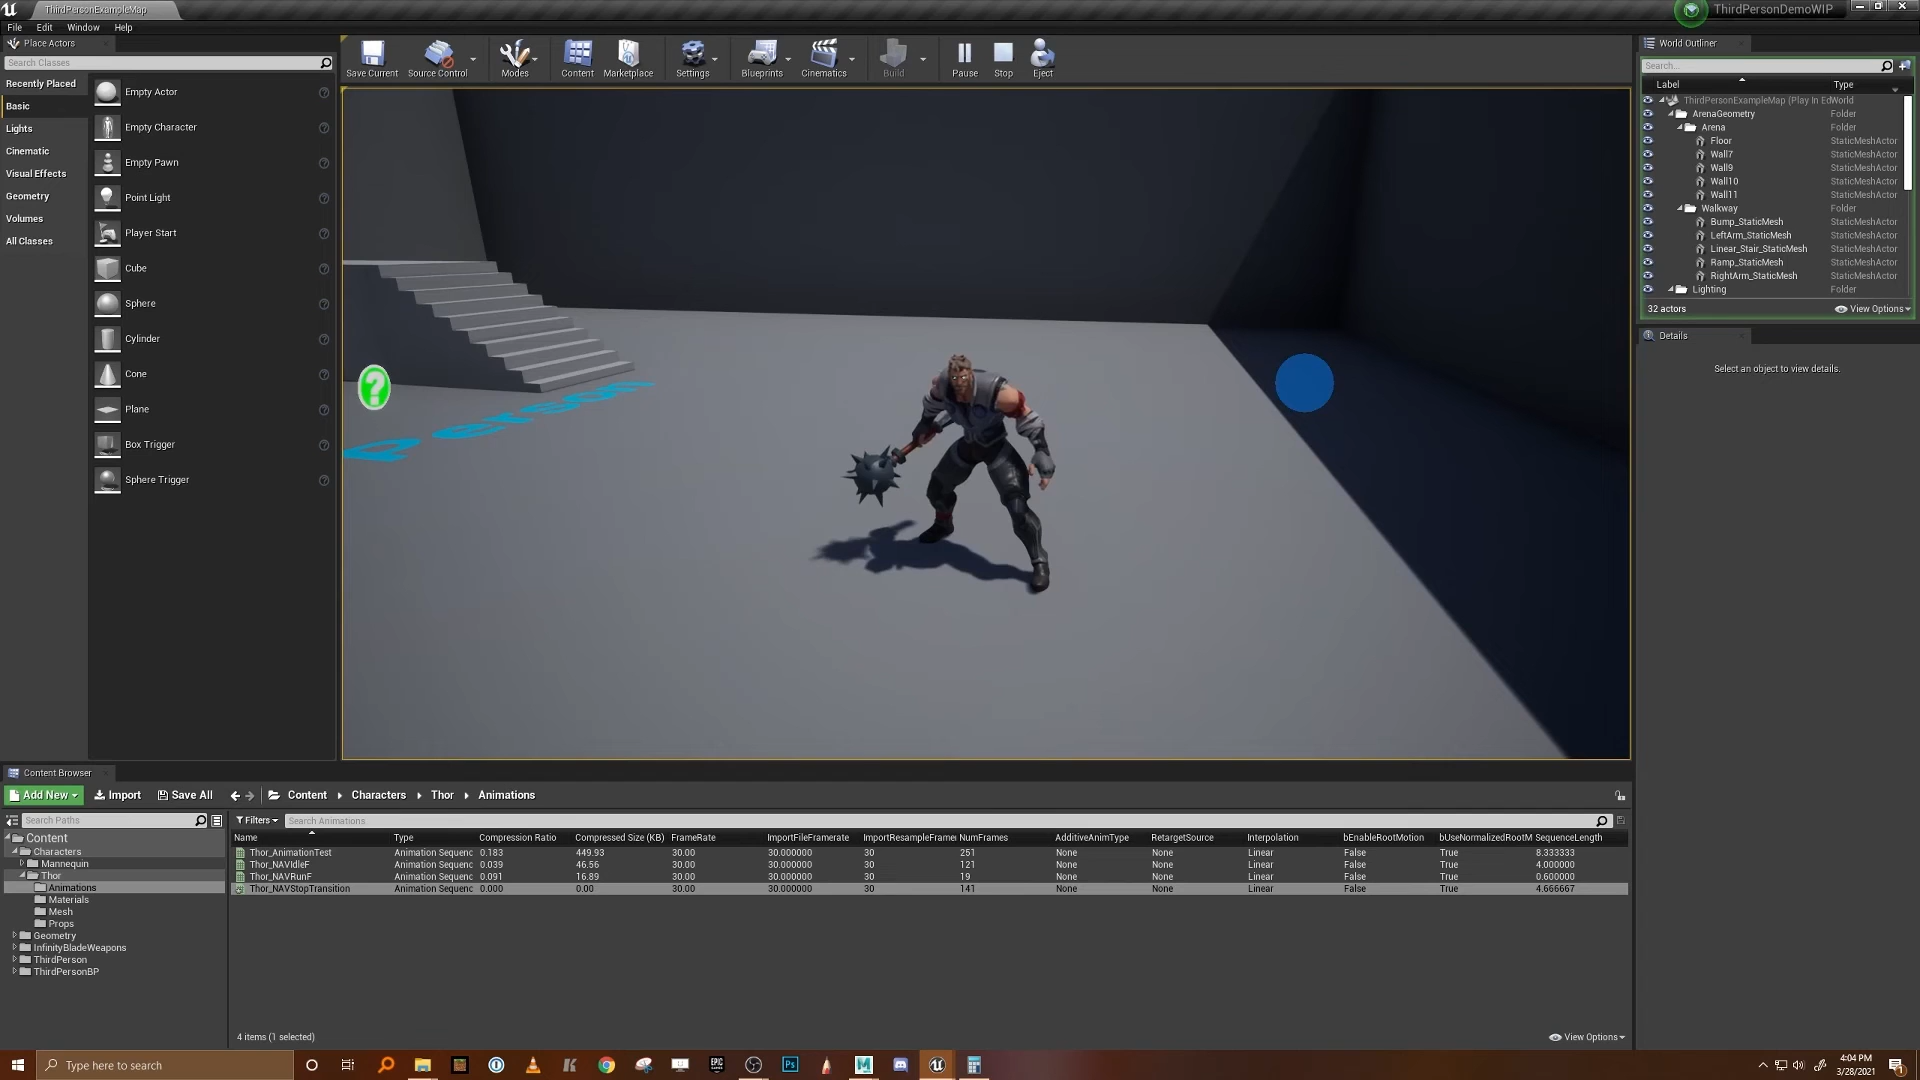 ThirdPersonExampleMap
ThirdPersonDemoWIP
File Edit Window Help
Place Actors
Search Classes
Recently Placed
Basic
Lights
Cinematic
Visual Effects
Geometry
Volumes
All Classes
Empty Actor
Empty Character
Empty Pawn
Point Light
Player Start
Cube
Sphere
Cylinder
Cone
Plane
Box Trigger
Sphere Trigger
Save Current Source Control Modes Content Marketplace Settings Blueprints Cinematics Build Pause Stop Eject
World Outliner
Search...
Label Type
ThirdPersonExampleMap (Play In Ed World
ArenaGeometry Folder
Arena Folder
Floor StaticMeshActor
Wall7 StaticMeshActor
Wall9 StaticMeshActor
Wall10 StaticMeshActor
Wall11 StaticMeshActor
Walkway Folder
Bump_StaticMesh StaticMeshActor
LeftArm_StaticMesh StaticMeshActor
Linear_Stair_StaticMesh StaticMeshActor
Ramp_StaticMesh StaticMeshActor
RightArm_StaticMesh StaticMeshActor
Lighting Folder
32 actors View Options
Details
Select an object to view details.
?
Person
Content Browser
Add New Import Save All Content Characters Thor Animations
Search Paths
Content
Characters
Mannequin
Thor
Animations
Materials
Mesh
Props
Geometry
InfinityBladeWeapons
ThirdPerson
ThirdPersonBP
Filters Search Animations
Name Type Compression Ratio Compressed Size (KB) FrameRate ImportFileFramerate ImportResampleFrame NumFrames AdditiveAnimType RetargetSource Interpolation bEnableRootMotion bUseNormalizedRootM SequenceLength
Thor_AnimationTest Animation Sequenc 0.183 449.93 30.00 30.000000 30 251 None None Linear False True 8.333333
Thor_NAVIdleF Animation Sequenc 0.039 46.56 30.00 30.000000 30 121 None None Linear False True 4.000000
Thor_NAVRunF Animation Sequenc 0.091 16.89 30.00 30.000000 30 19 None None Linear False True 0.600000
Thor_NAVStopTransition Animation Sequenc 0.000 0.00 30.00 30.000000 30 141 None None Linear False True 4.666667
4 items (1 selected) View Options
Type here to search
4:04 PM
3/28/2021